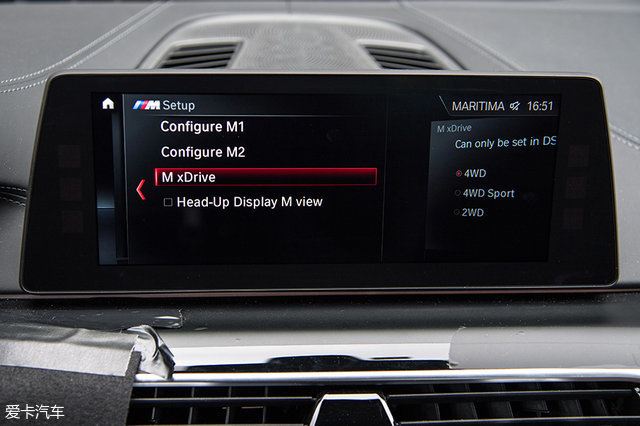 M Setup
MARITIMA 16:51
Configure M1
Configure M2
M xDrive
Head-Up Display M view
M xDrive
Can only be set in DS
4WD
4WD Sport
2WD
爱卡汽车